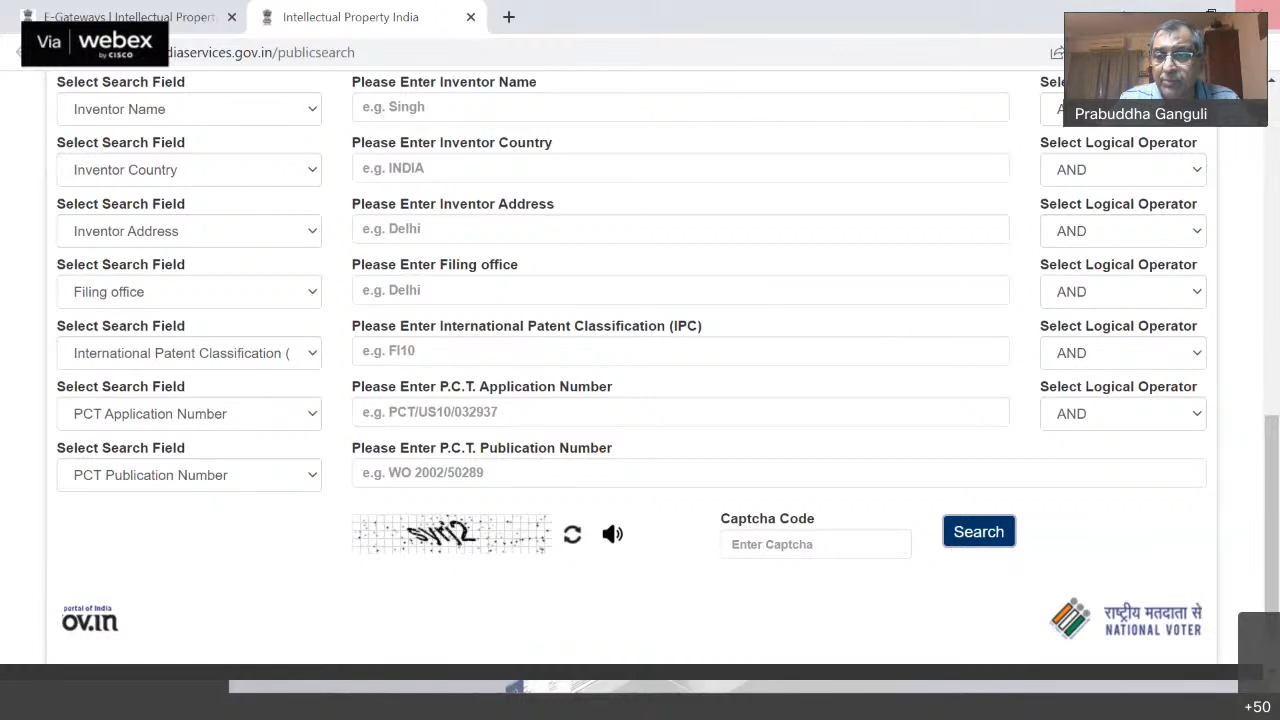 E-Gateways | Intellectual Property
Intellectual Property India
Via webex
by CISCO
diaservices.gov.in/publicsearch
Select Search Field
Please Enter Inventor Name
Inventor Name
e.g. Singh
Prabuddha Ganguli
Select Search Field
Please Enter Inventor Country
Select Logical Operator
Inventor Country
e.g. INDIA
AND
Select Search Field
Please Enter Inventor Address
Select Logical Operator
Inventor Address
e.g. Delhi
AND
Select Search Field
Please Enter Filing office
Select Logical Operator
Filing office
e.g. Delhi
AND
Select Search Field
Please Enter International Patent Classification (IPC)
Select Logical Operator
International Patent Classification (
e.g. FI10
AND
Select Search Field
Please Enter P.C.T. Application Number
Select Logical Operator
PCT Application Number
e.g. PCT/US10/032937
AND
Select Search Field
Please Enter P.C.T. Publication Number
PCT Publication Number
e.g. WO 2002/50289
Captcha Code
Enter Captcha
Search
portal of India
ov.in
राष्ट्रीय मतदाता से
NATIONAL VOTER
+50